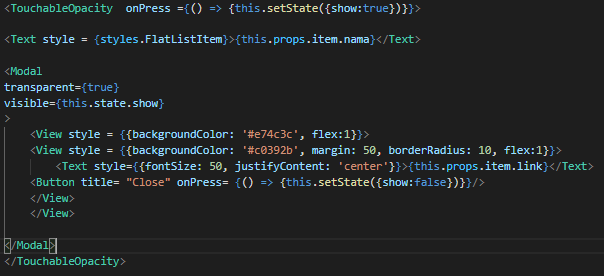 <TouchableOpacity  onPress ={() => {this.setState({show:true})}}>
<Text style = {styles.FlatListItem}>{this.props.item.nama}</Text>
<Modal
transparent={true}
visible={this.state.show}
>
<View style = {{backgroundColor: '#e74c3c', flex:1}}>
<View style = {{backgroundColor: '#c0392b', margin: 50, borderRadius: 10, flex:1}}>
<Text style={{fontSize: 50, justifyContent: 'center'}}>{this.props.item.link}</Text>
<Button title= "Close" onPress= {() => {this.setState({show:false})}}/>
</View>
</View>
</Modal>
</TouchableOpacity>